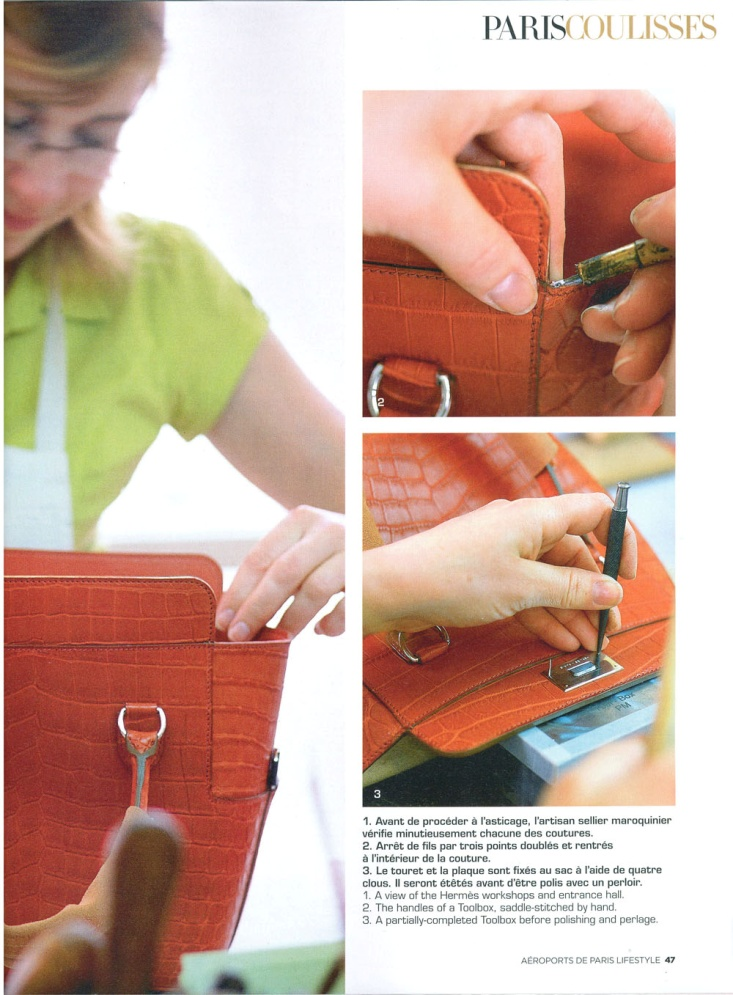 PARISCOULISSES
2
Box
PM
3
1. Avant de procéder à l'asticage, l'artisan sellier maroquinier
vérifie minutieusement chacune des coutures.
2. Arrêt de fils par trois points doublés et rentrés
à l'intérieur de la couture.
3. Le touret et la plaque sont fixés au sac à l'aide de quatre
clous. Il seront étêtés avant d'être polis avec un perloir.
1. A view of the Hermès workshops and entrance hall.
2. The handles of a Toolbox, saddle-stitched by hand.
3. A partially-completed Toolbox before polishing and perlage.
AÉROPORTS DE PARIS LIFESTYLE 47